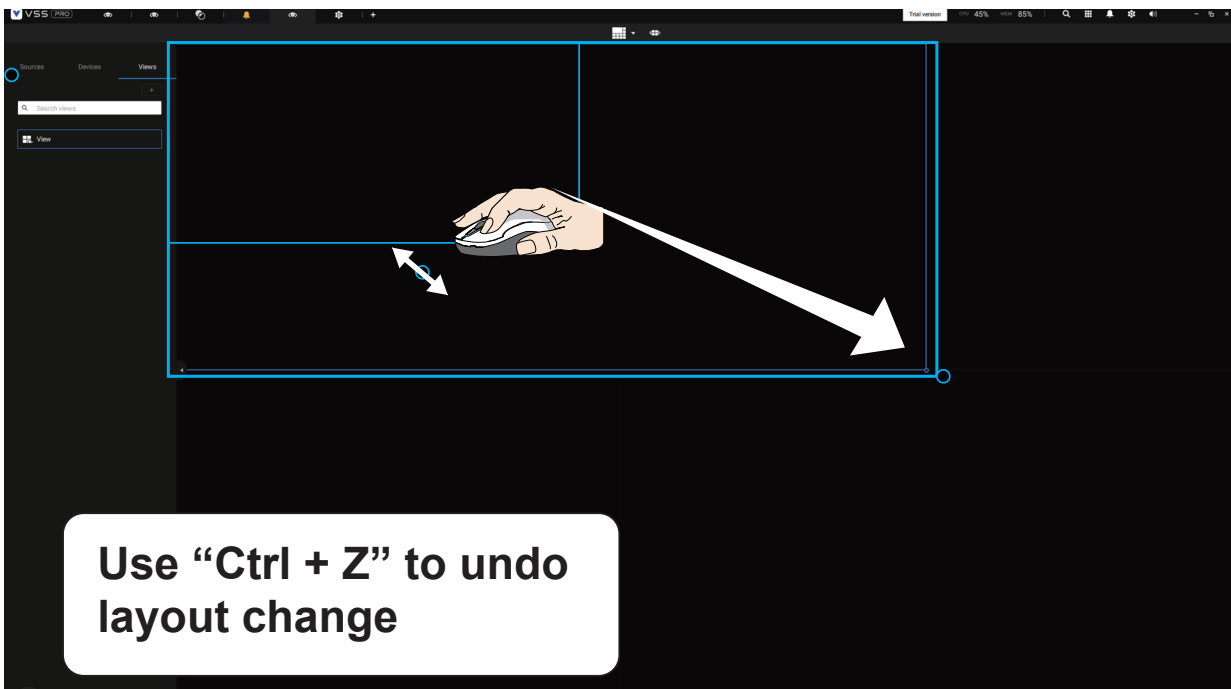 VSS PRO
Trial version
CPU 45% MEM 85%
Sources Devices Views
Search views
View
Use “Ctrl + Z” to undo
layout change